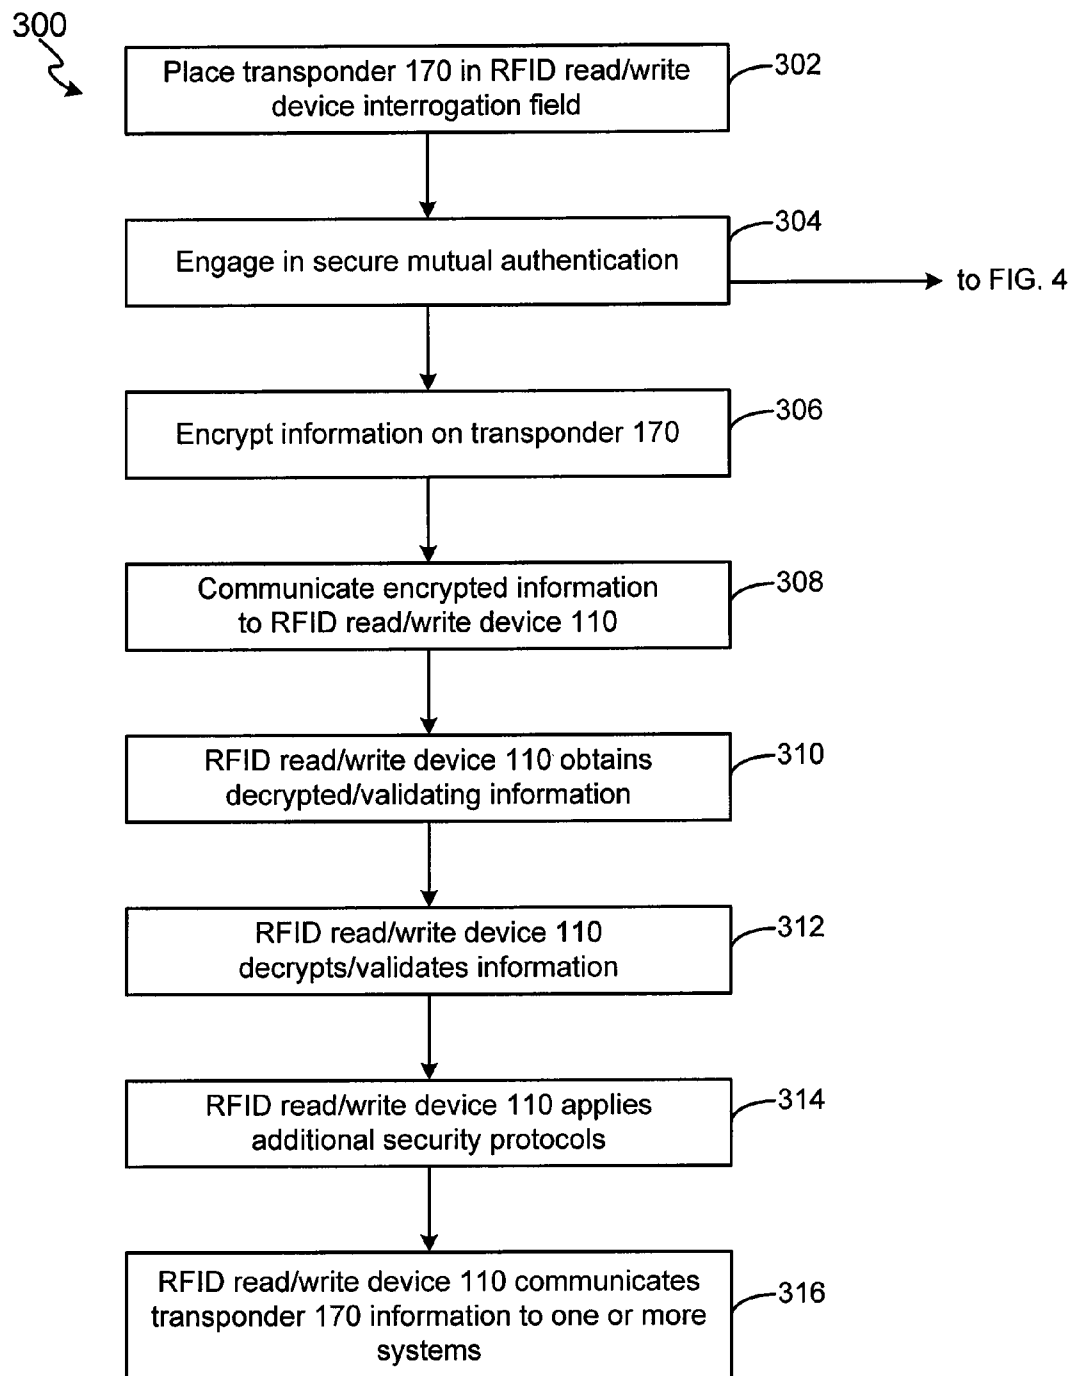 300
Place transponder 170 in RFID read/write
device interrogation field
302
Engage in secure mutual authentication
304
to FIG. 4
Encrypt information on transponder 170
306
Communicate encrypted information
to RFID read/write device 110
308
RFID read/write device 110 obtains
decrypted/validating information
310
RFID read/write device 110
decrypts/validates information
312
RFID read/write device 110 applies
additional security protocols
314
RFID read/write device 110 communicates
transponder 170 information to one or more
systems
316